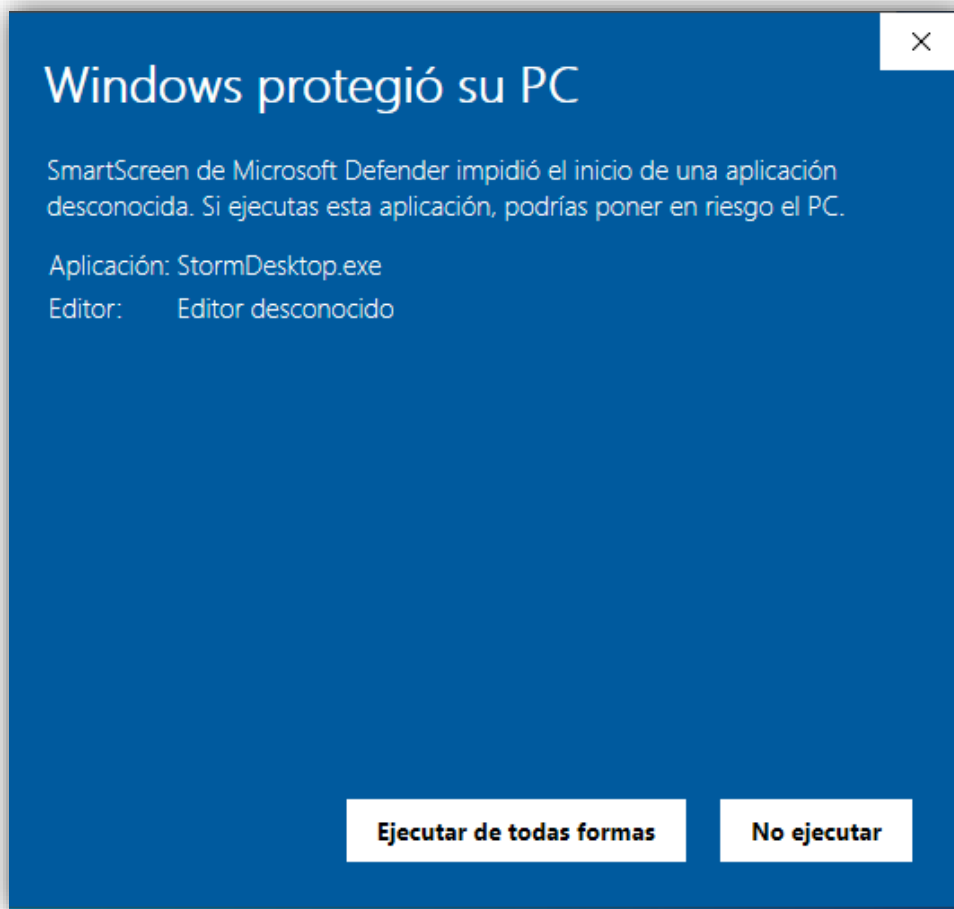 Windows protegió su PC
SmartScreen de Microsoft Defender impidió el inicio de una aplicación
desconocida. Si ejecutas esta aplicación, podrías poner en riesgo el PC.
Aplicación: StormDesktop.exe
Editor: Editor desconocido
Ejecutar de todas formas No ejecutar